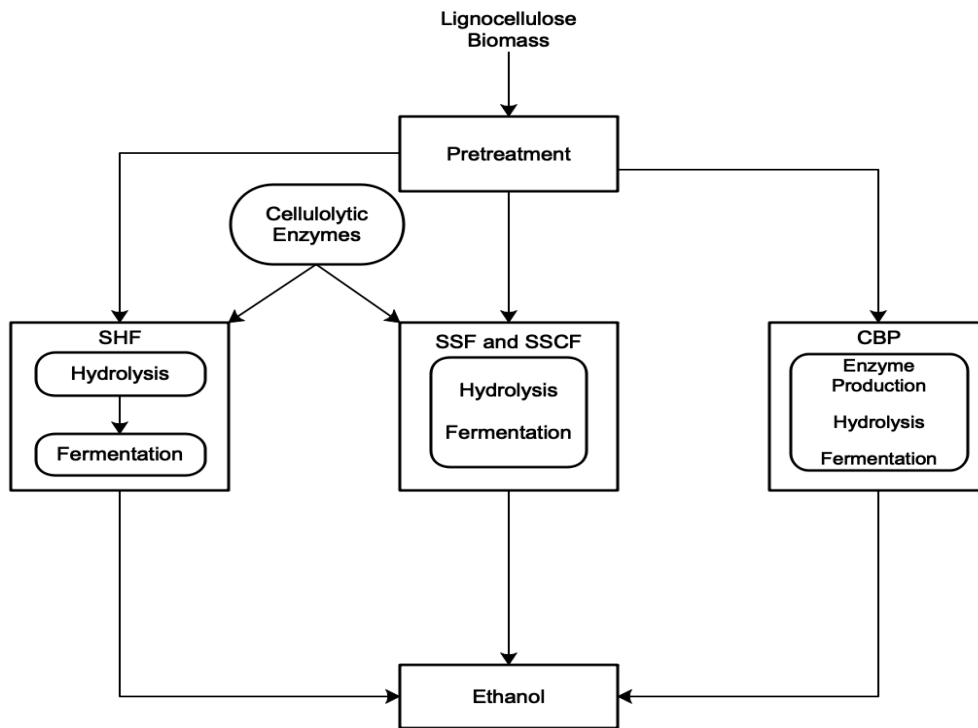 Lignocellulose
Biomass
Pretreatment
Cellulolytic
Enzymes
SHF
Hydrolysis
Fermentation
SSF and SSCF
Hydrolysis
Fermentation
CBP
Enzyme
Production
Hydrolysis
Fermentation
Ethanol